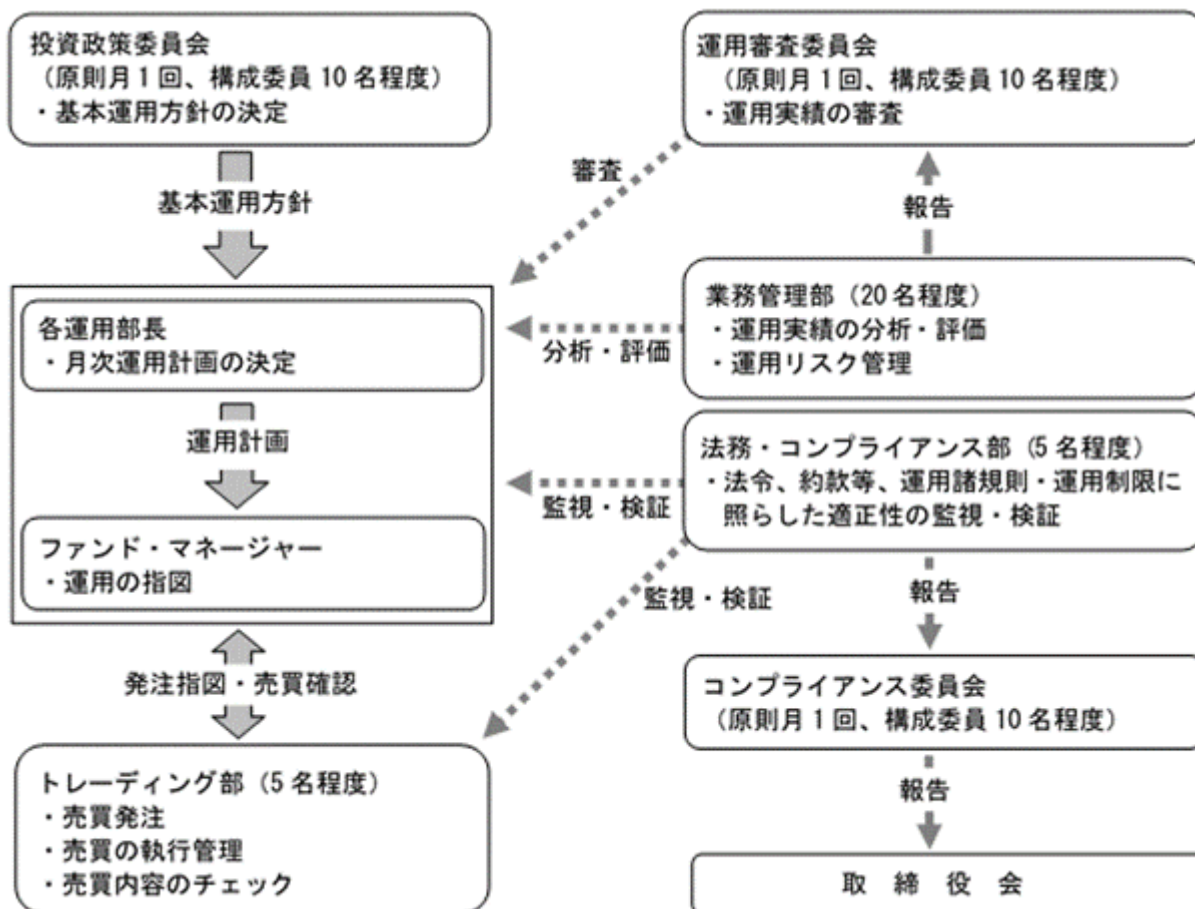 投資政策委員会
（原則月1回、構成委員10名程度）
・基本運用方針の決定
基本運用方針
各運用部長
・月次運用計画の決定
運用計画
ファンド・マネージャー
・運用の指図
発注指図・売買確認
トレーディング部（5名程度）
・売買発注
・売買の執行管理
・売買内容のチェック
運用審査委員会
（原則月1回、構成委員10名程度）
・運用実績の審査
審査
報告
業務管理部（20名程度）
・運用実績の分析・評価
・運用リスク管理
分析・評価
法務・コンプライアンス部（5名程度）
・法令、約款等、運用諸規則・運用制限に
照らした適正性の監視・検証
監視・検証
監視・検証
報告
コンプライアンス委員会
（原則月1回、構成委員10名程度）
報告
取締役会